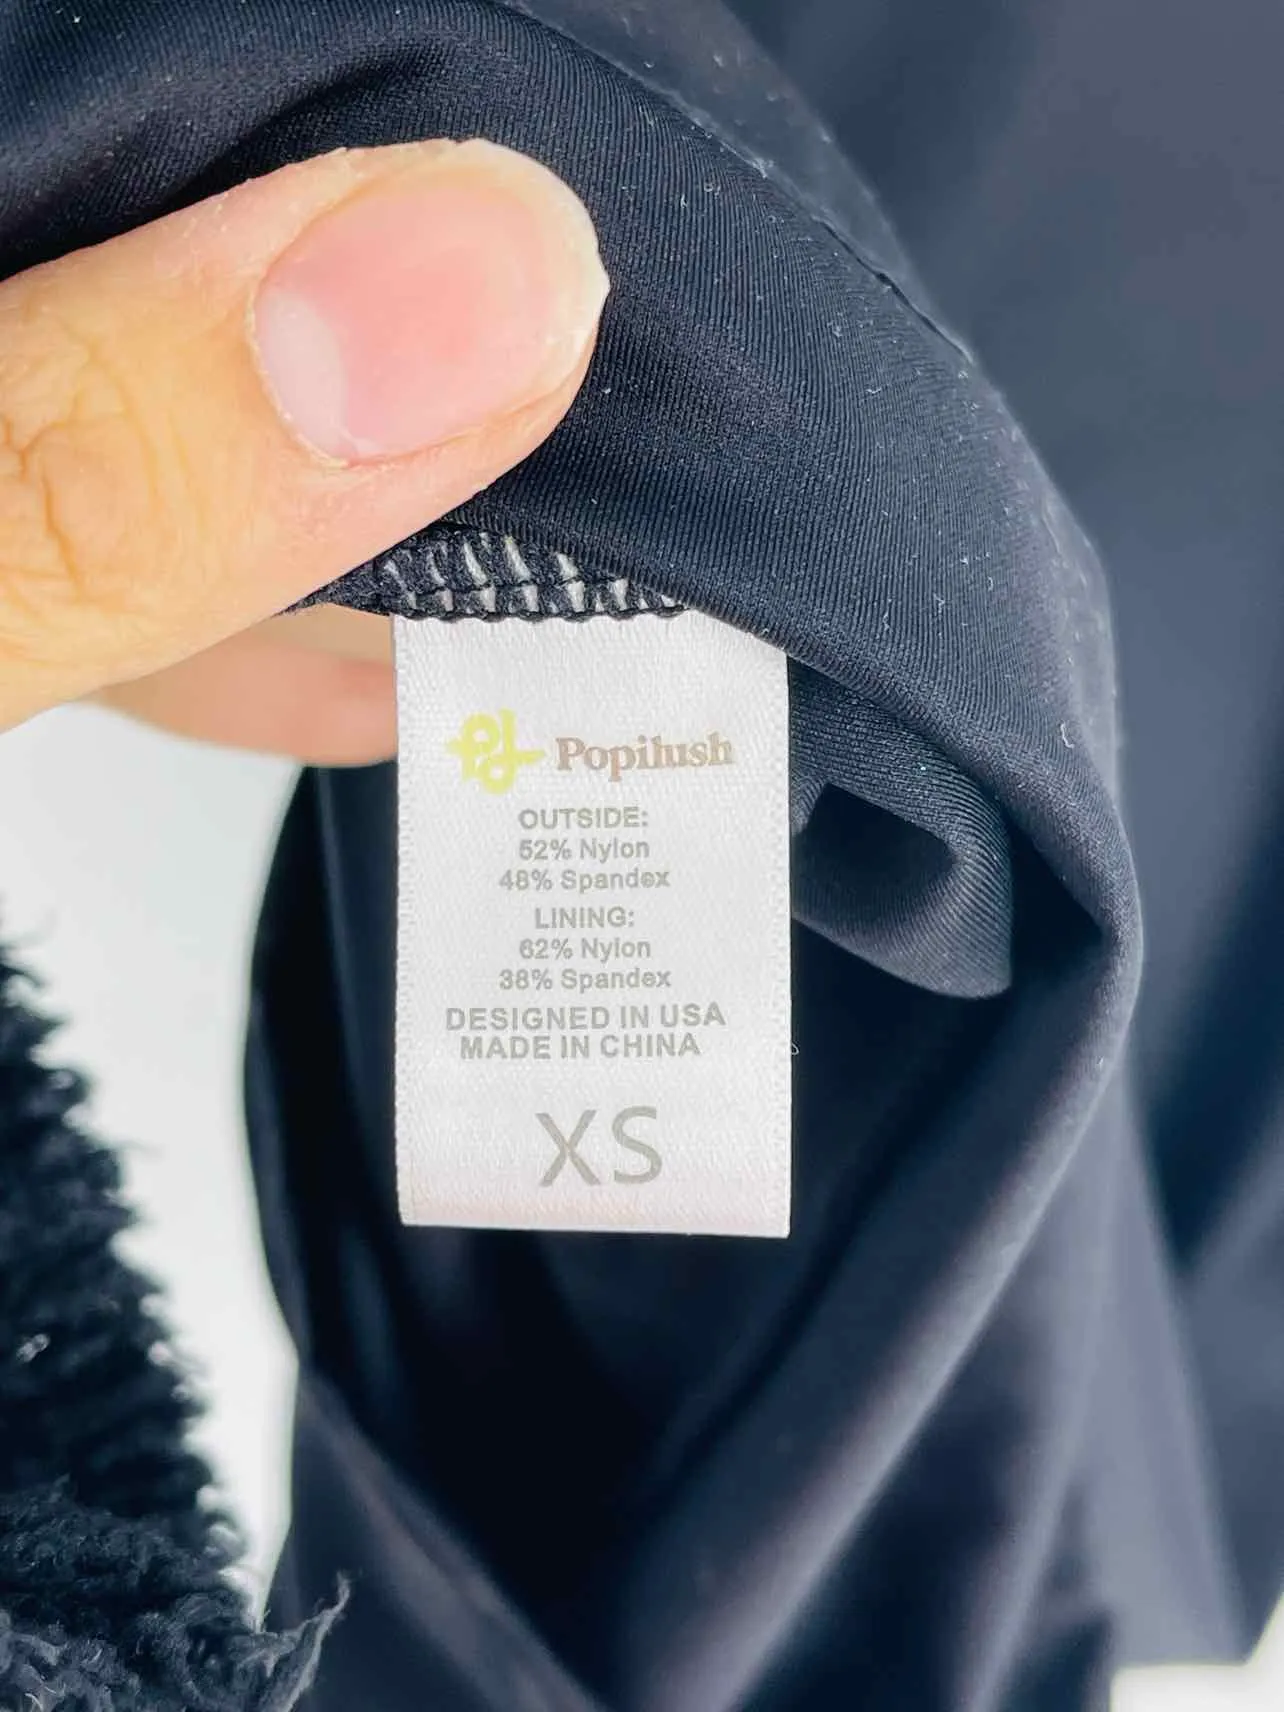 Popilush
OUTSIDE:
52% Nylon
48% Spandex
LINING:
62% Nylon
38% Spandex
DESIGNED IN USA
MADE IN CHINA
XS